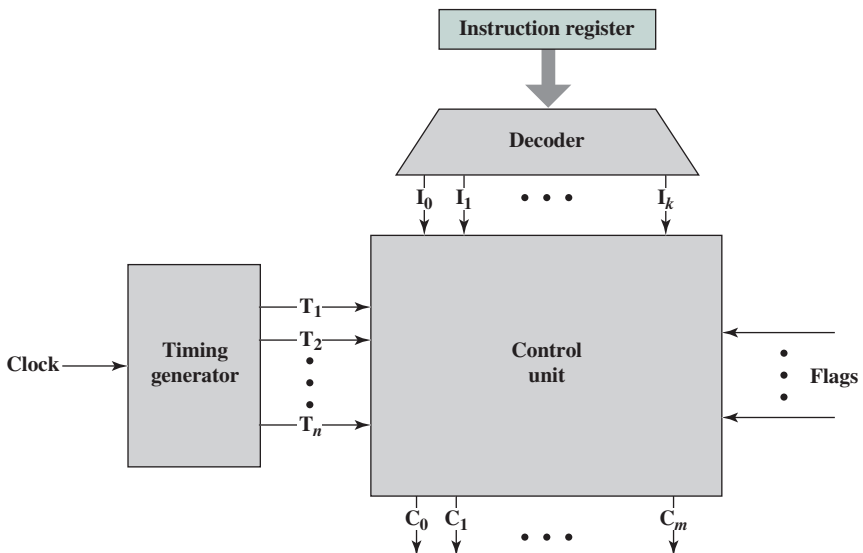 Instruction register
Decoder
I0 I1 • • • Ik
Timing
generator
Clock
T1
T2
•
•
•
Tn
Control
unit
•
•
•
Flags
C0 C1 • • • Cm